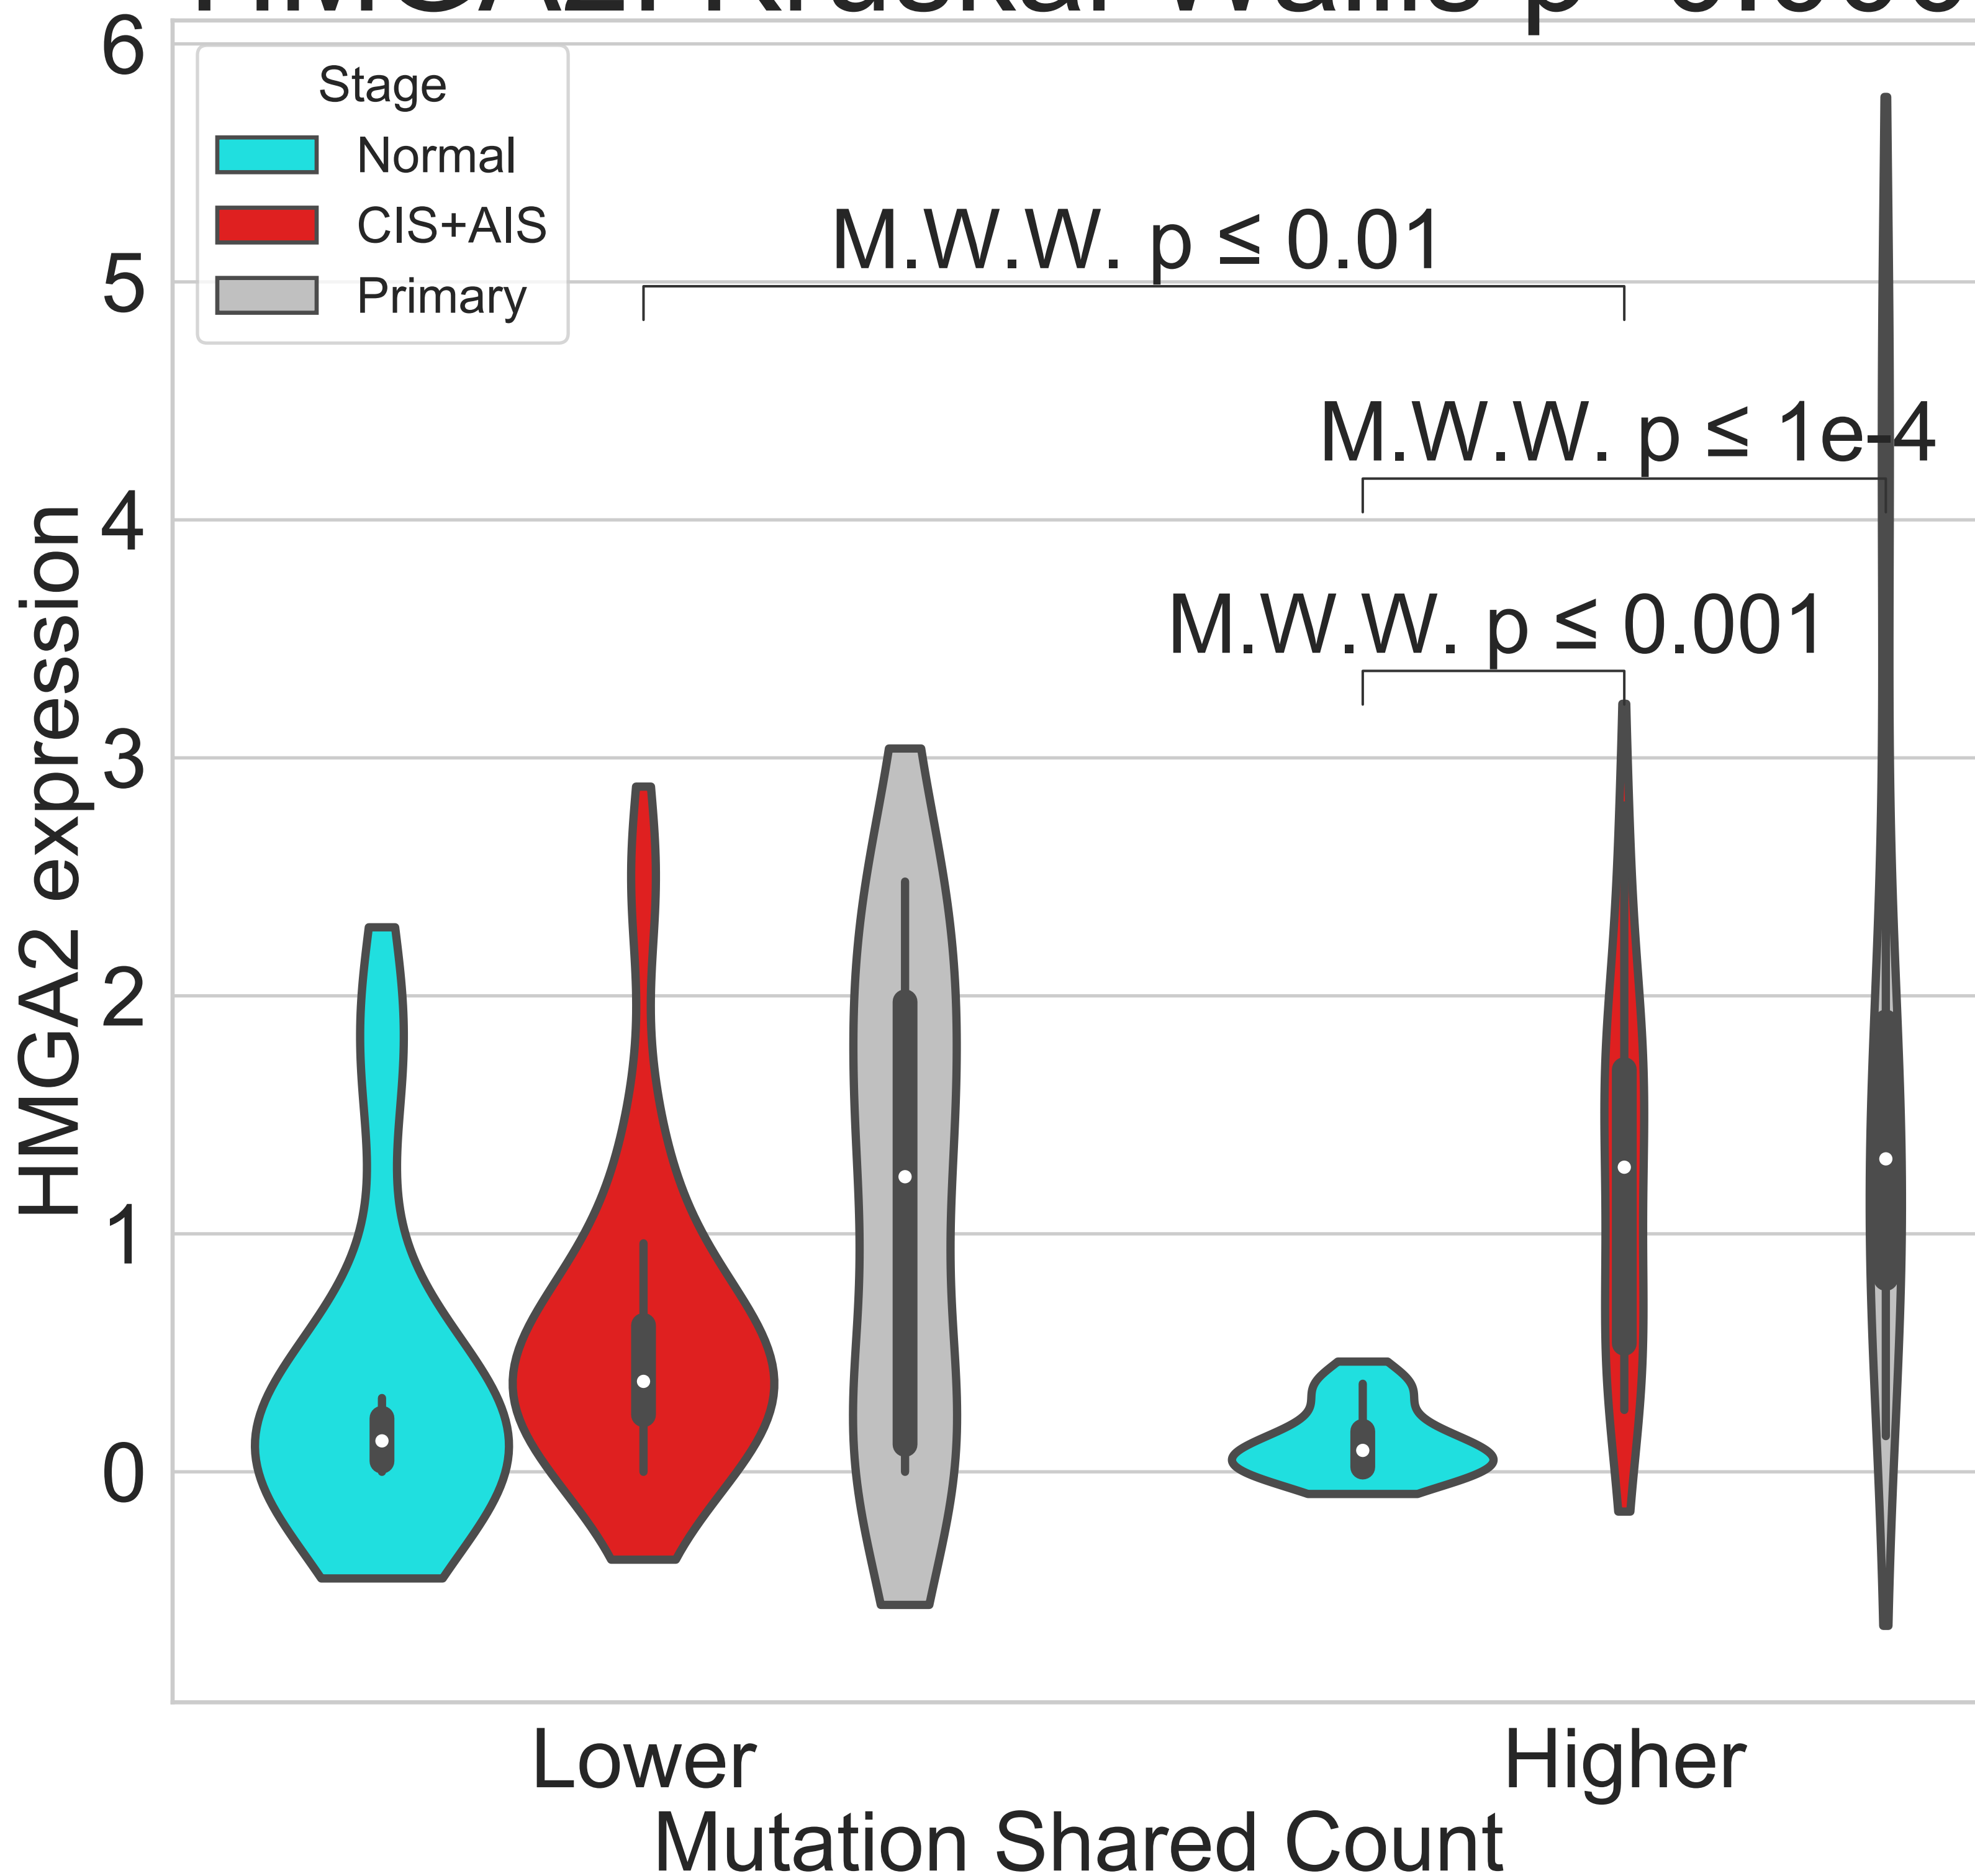 6
Stage
Normal
CIS+AIS
Primary
M.W.W. p ≤ 0.01
5
M.W.W. p ≤ 1e-4
4
M.W.W. p ≤ 0.001
3
2
1
0
HMGA2 expression
Lower
Higher
Mutation Shared Count